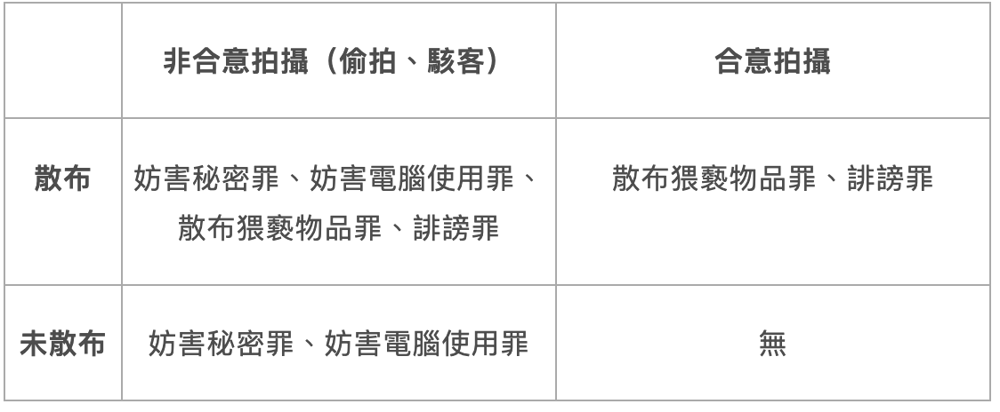 非合意拍攝（偷拍、駭客）
合意拍攝
散布
妨害秘密罪、妨害電腦使用罪、
散布猥褻物品罪、誹謗罪
散布猥褻物品罪、誹謗罪
未散布
妨害秘密罪、妨害電腦使用罪
無